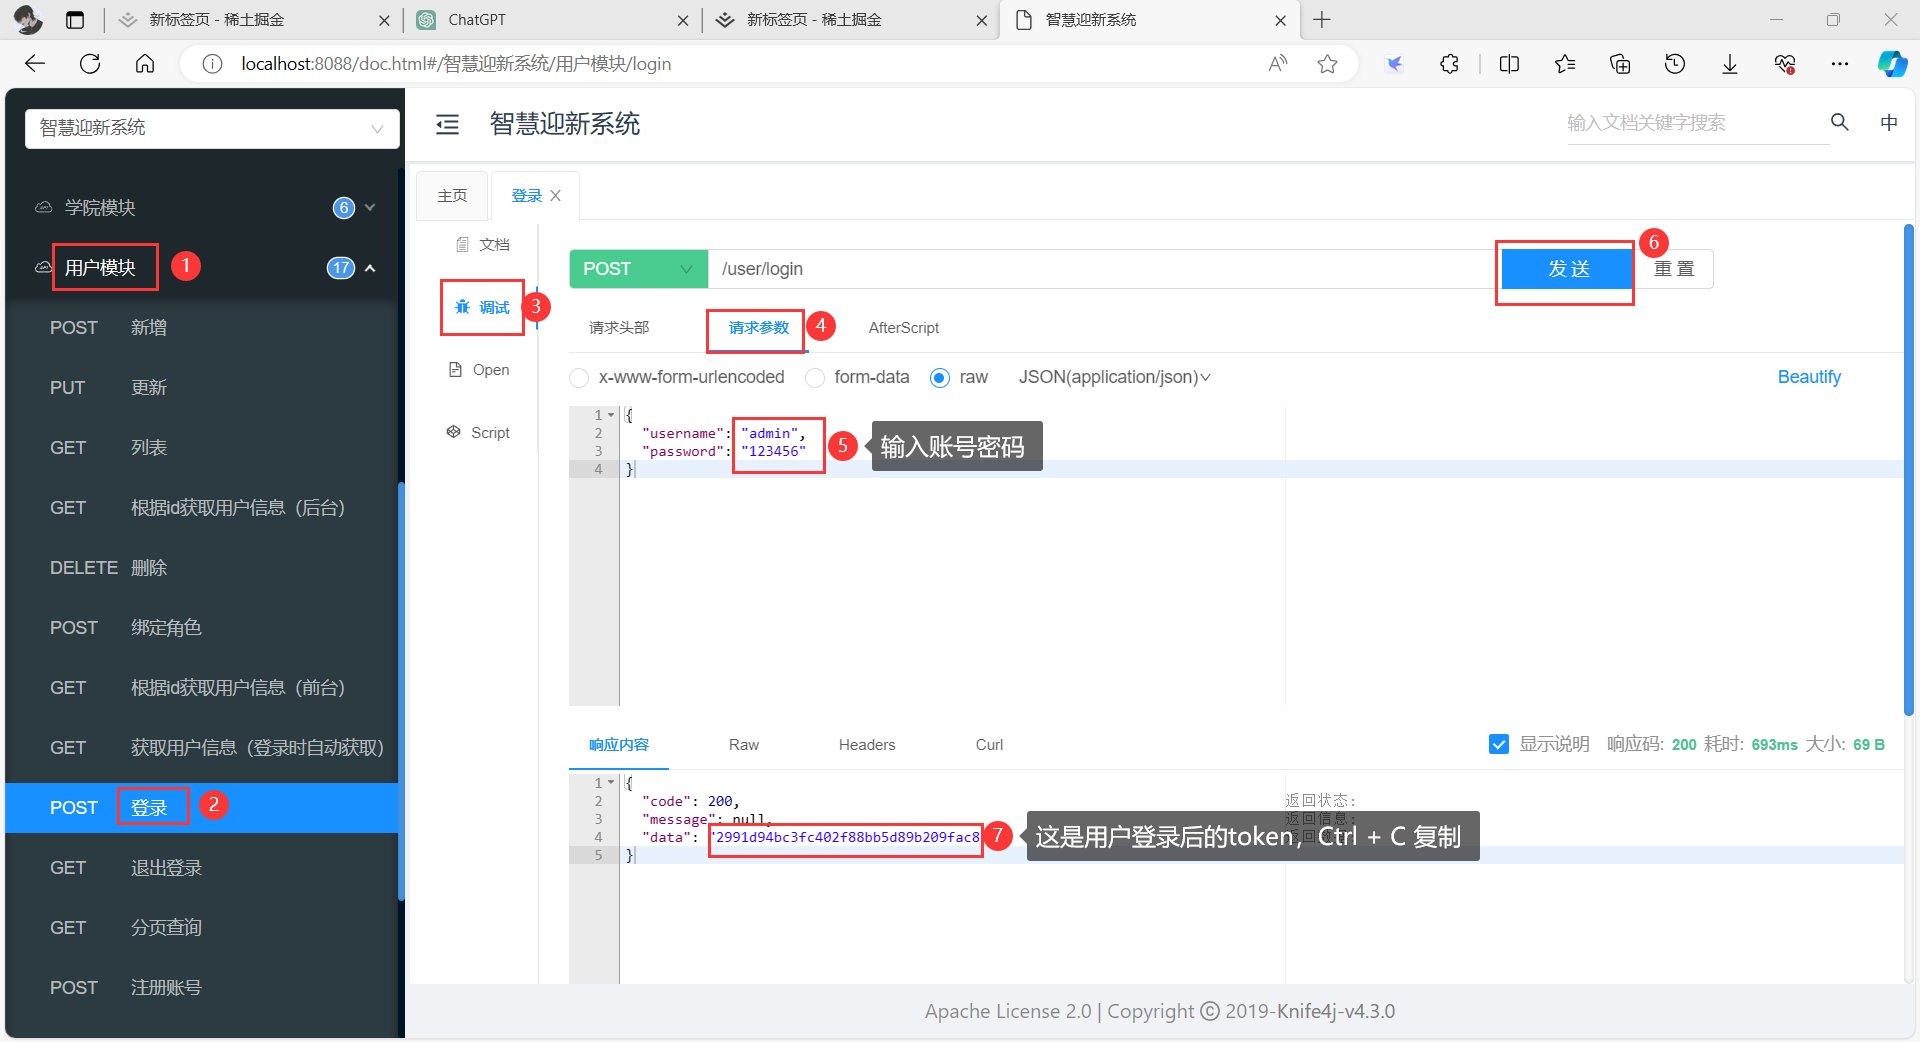 新标签页 - 稀土掘金
ChatGPT
新标签页 - 稀土掘金
智慧迎新系统
localhost:8088/doc.html#/智慧迎新系统/用户模块/login
智慧迎新系统
智慧迎新系统
输入文档关键字搜索
中
学院模块 6
用户模块 1 17
POST 新增
PUT 更新
GET 列表
GET 根据id获取用户信息（后台）
DELETE 删除
POST 绑定角色
GET 根据id获取用户信息（前台）
GET 获取用户信息（登录时自动获取）
POST 登录 2
GET 退出登录
GET 分页查询
POST 注册账号
主页
登录
文档
调试 3
Open
Script
POST /user/login
发 送 6
重 置
请求头部
请求参数 4
AfterScript
x-www-form-urlencoded
form-data
raw
JSON(application/json)
Beautify
1 {
2 "username": "admin",
3 "password": "123456"
4 }
5 输入账号密码
响应内容
Raw
Headers
Curl
显示说明
响应码: 200 耗时: 693ms 大小: 69 B
1 {
2 "code": 200,
3 "message": null,
4 "data": "2991d94bc3fc402f88bb5d89b209fac8
5 }
返回状态:
返回信息:
7 这是用户登录后的token，Ctrl + C 复制
Apache License 2.0 | Copyright © 2019-Knife4j-v4.3.0